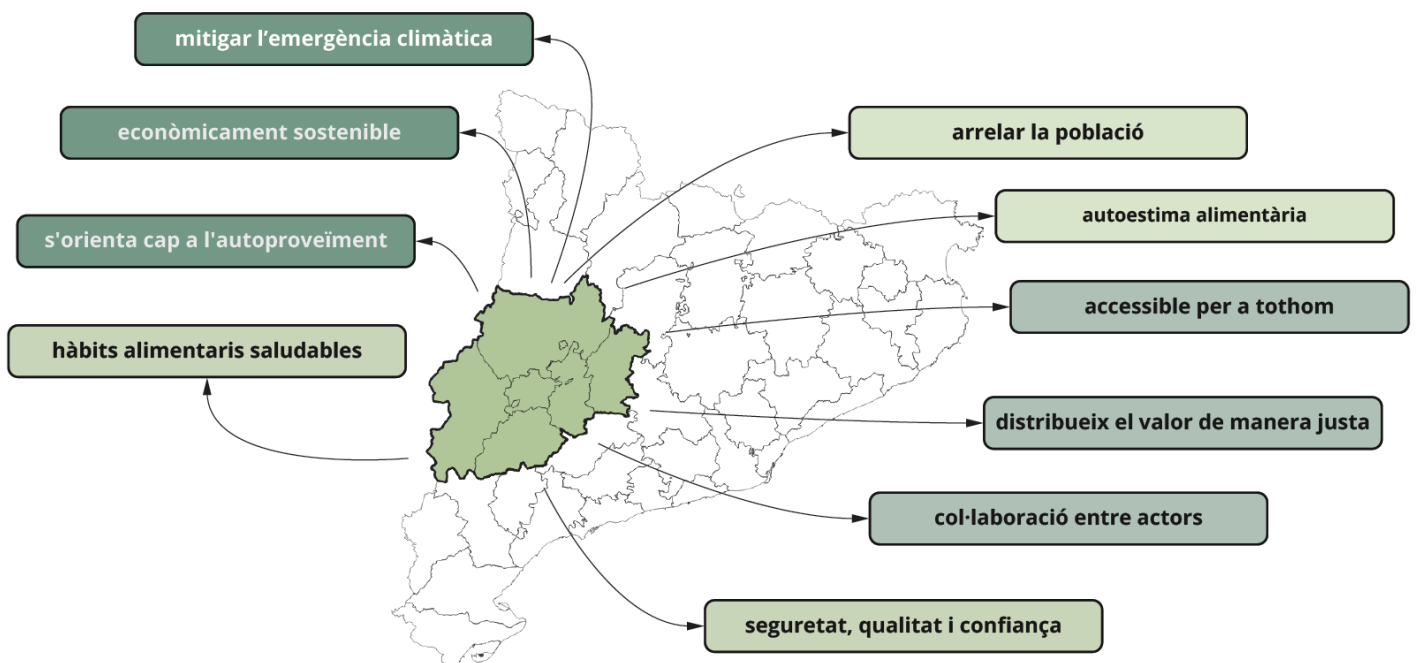 mitigar l’emergència climàtica
econòmicament sostenible
arrelar la població
s'orienta cap a l'autoproveïment
autoestima alimentària
accessible per a tothom
hàbits alimentaris saludables
distribueix el valor de manera justa
col·laboració entre actors
seguretat, qualitat i confiança